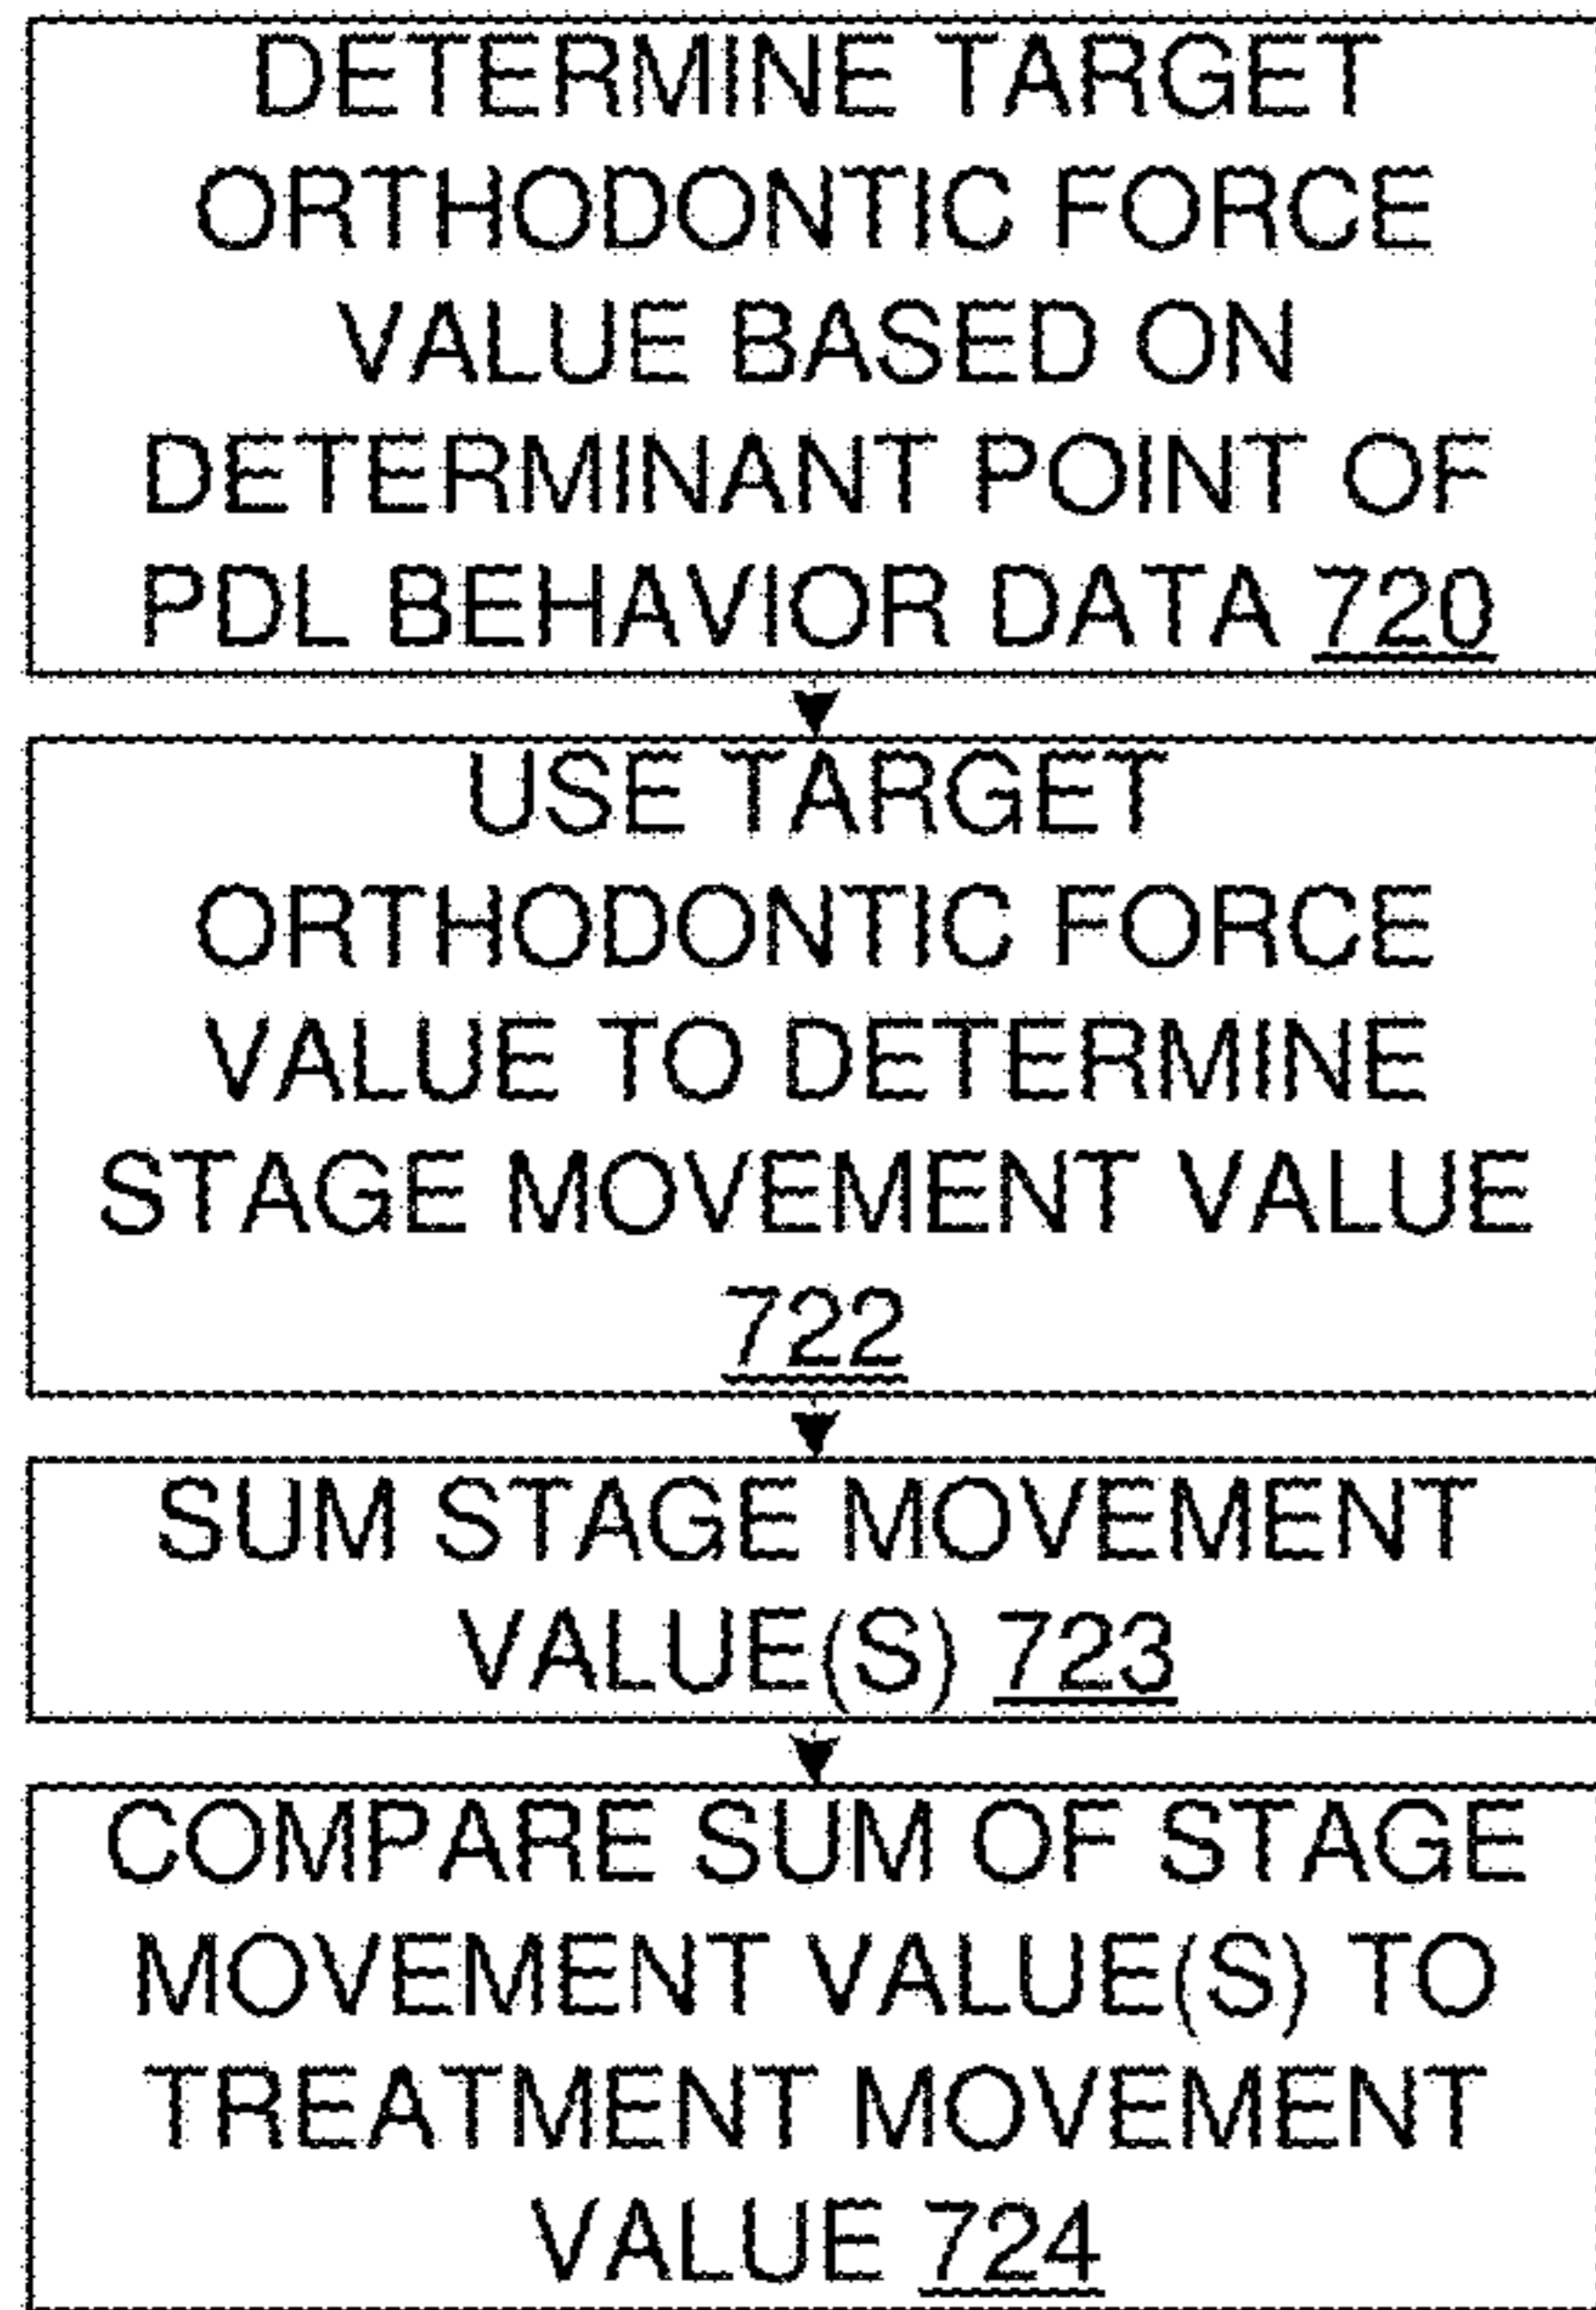 DETERMINE TARGET
ORTHODONTIC FORCE
VALUE BASED ON
DETERMINANT POINT OF
PDL BEHAVIOR DATA 720
USE TARGET
ORTHODONTIC FORCE
VALUE TO DETERMINE
STAGE MOVEMENT VALUE
722
SUM STAGE MOVEMENT
VALUE(S) 723
COMPARE SUM OF STAGE
MOVEMENT VALUE(S) TO
TREATMENT MOVEMENT
VALUE 724